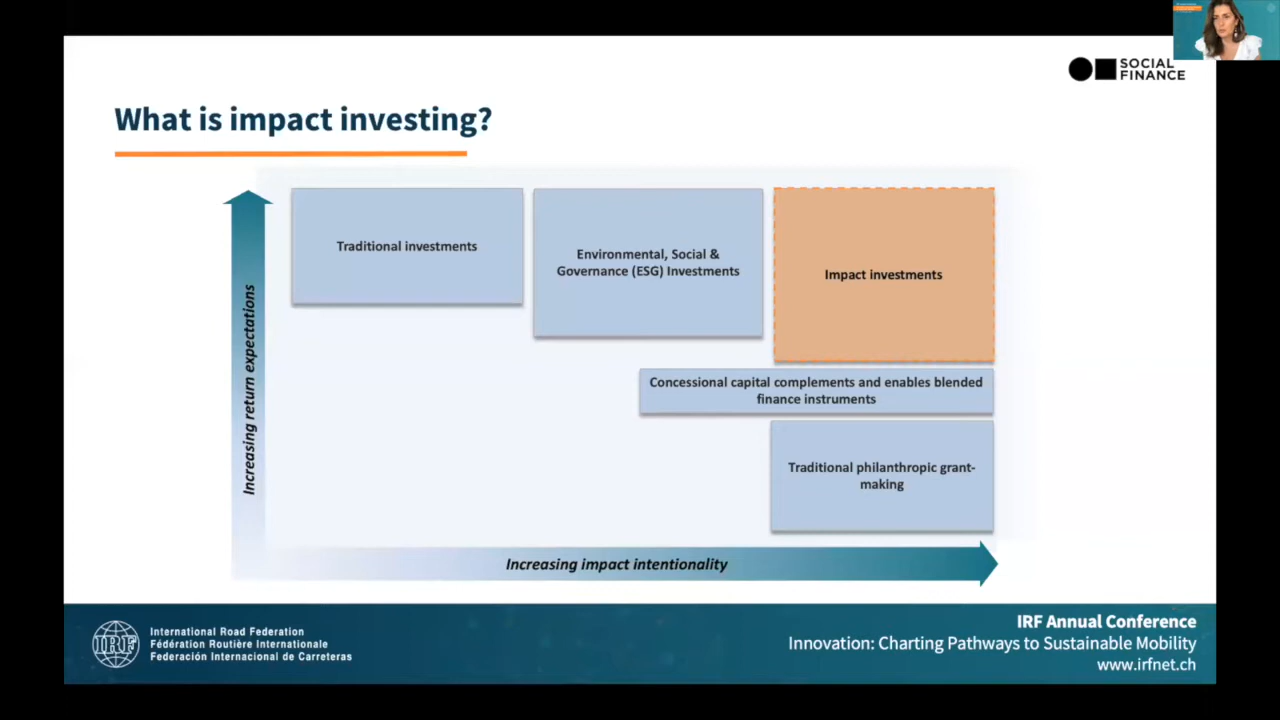 SOCIAL
FINANCE
What is impact investing?
Increasing return expectations
Traditional investments
Environmental, Social &
Governance (ESG) Investments
Impact investments
Concessional capital complements and enables blended
finance instruments
Traditional philanthropic grant-
making
Increasing impact intentionality
IRF
International Road Federation
Fédération Routière Internationale
Federación Internacional de Carreteras
IRF Annual Conference
Innovation: Charting Pathways to Sustainable Mobility
www.irfnet.ch